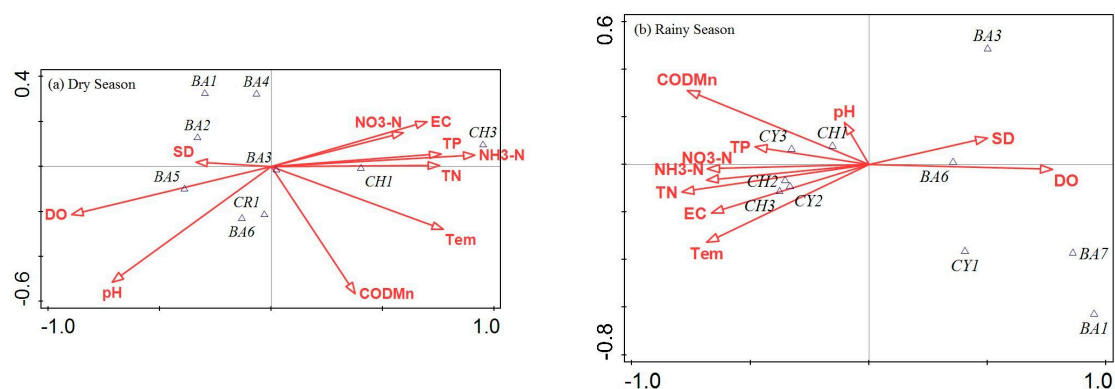 (a) Dry Season
0.4
-0.6
-1.0
1.0
BA1
BA4
BA2
SD
BA3
BA5
DO
CR1
BA6
pH
NO3-N
EC
TP
CH3
NH3-N
TN
CH1
Tem
CODMn
(b) Rainy Season
0.6
-0.8
-1.0
1.0
BA3
CODMn
pH
CY3
CH1
TP
SD
NO3-N
NH3-N
BA6
DO
TN
CH2
CH3
CY2
EC
Tem
CY1
BA7
BA1